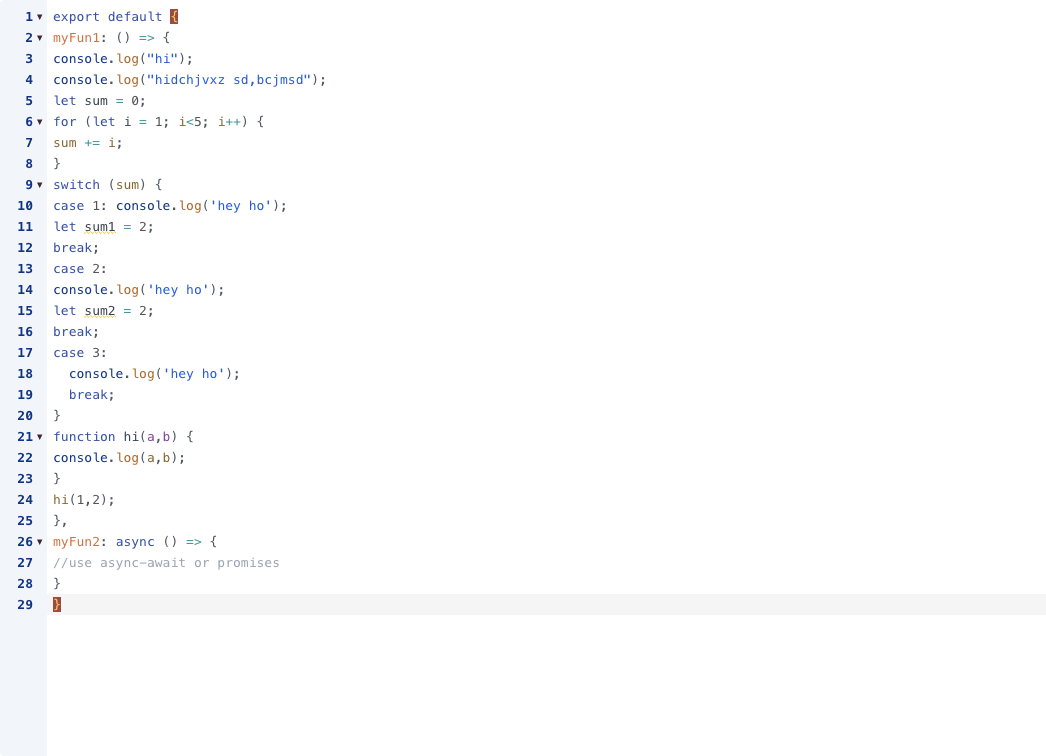 1 export default {
2 myFun1: () => {
3 console.log("hi");
4 console.log("hidchjvxz sd,bcjmsd");
5 let sum = 0;
6 for (let i = 1; i<5; i++) {
7 sum += i;
8 }
9 switch (sum) {
10 case 1: console.log('hey ho');
11 let sum1 = 2;
12 break;
13 case 2:
14 console.log('hey ho');
15 let sum2 = 2;
16 break;
17 case 3:
18   console.log('hey ho');
19   break;
20 }
21 function hi(a,b) {
22 console.log(a,b);
23 }
24 hi(1,2);
25 },
26 myFun2: async () => {
27 //use async-await or promises
28 }
29 }